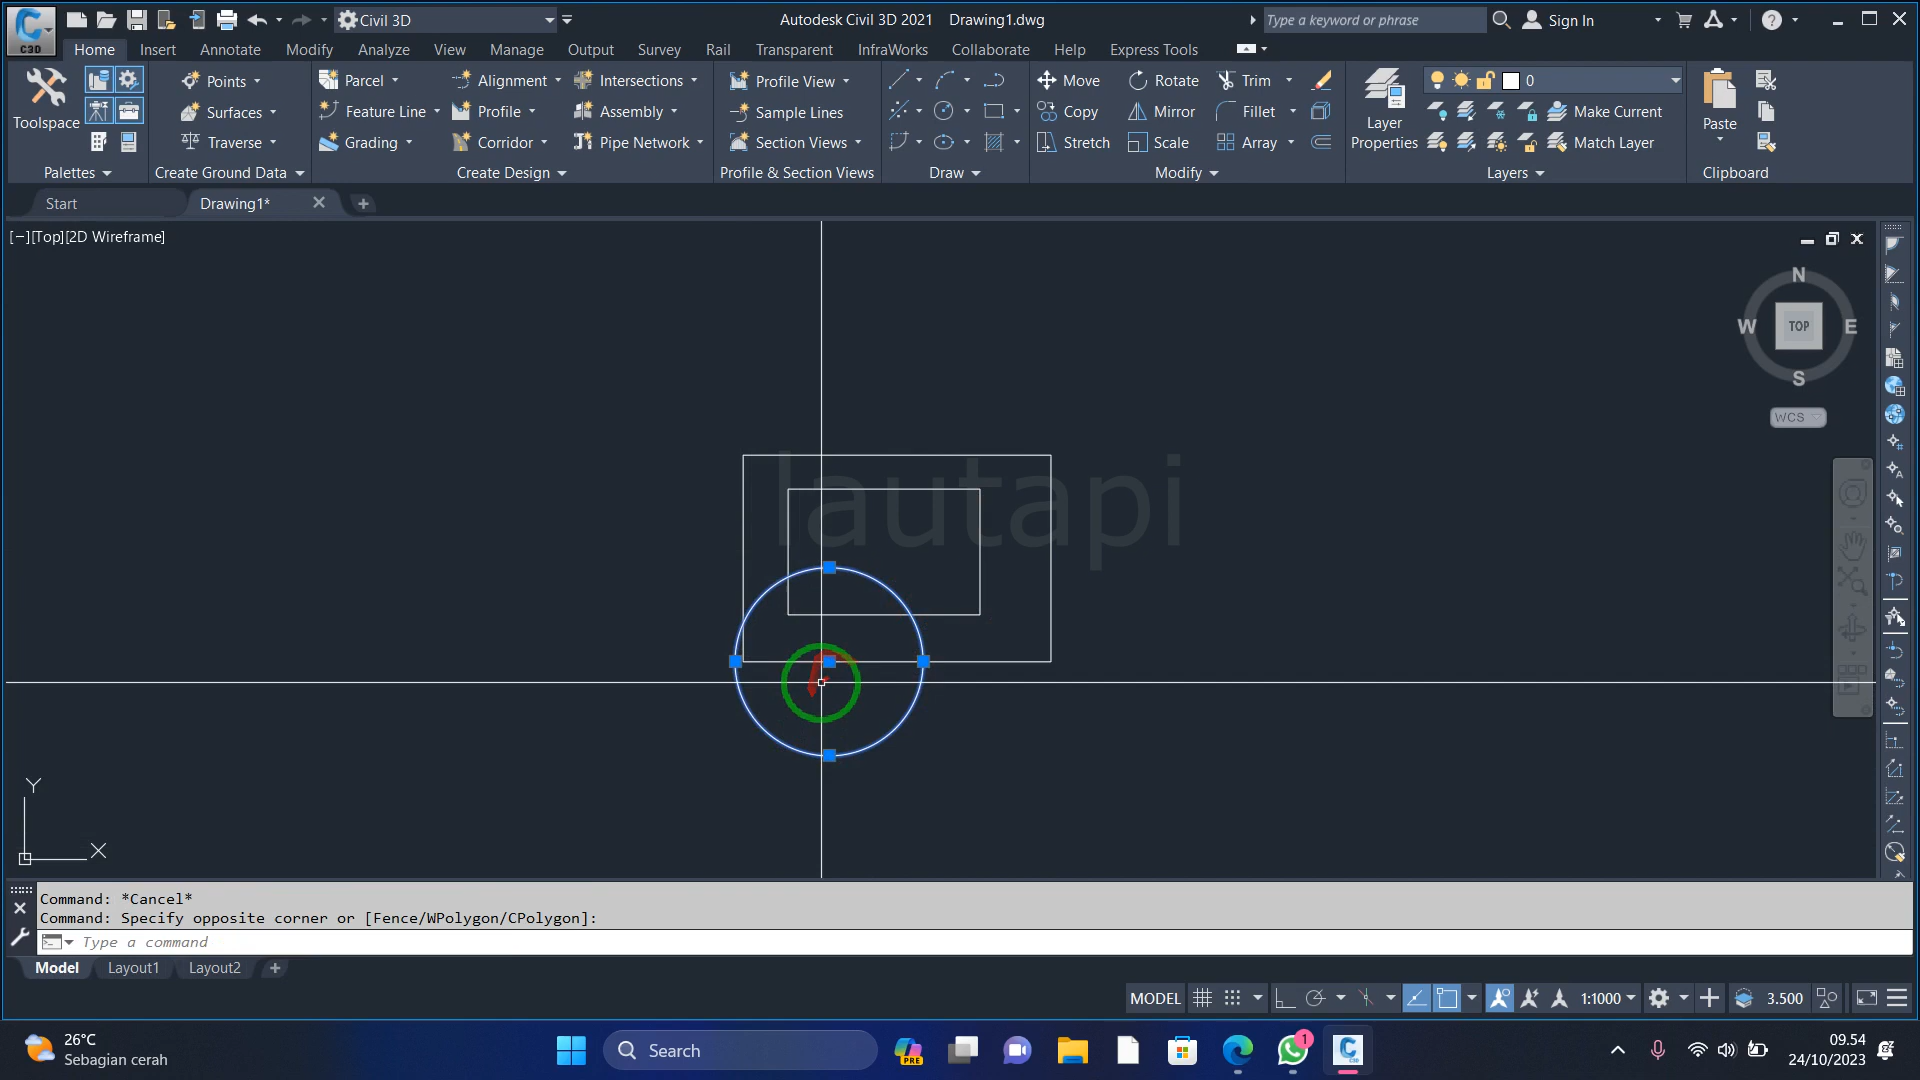 C3D
Civil 3D
Autodesk Civil 3D 2021 Drawing1.dwg
Type a keyword or phrase
Sign In
Home Insert Annotate Modify Analyze View Manage Output Survey Rail Transparent InfraWorks Collaborate Help Express Tools
Toolspace
Palettes
Points
Surfaces
Traverse
Create Ground Data
Parcel Alignment Intersections
Feature Line Profile Assembly
Grading Corridor Pipe Network
Create Design
Profile View
Sample Lines
Section Views
Profile & Section Views
Draw
Move Rotate Trim
Copy Mirror Fillet
Stretch Scale Array
Modify
Layer
Properties
0
Make Current
Match Layer
Layers
Paste
Clipboard
Start Drawing1*
[−][Top][2D Wireframe]
N
W TOP E
S
WCS
lautapi
Y
X
Command: *Cancel*
Command: Specify opposite corner or [Fence/WPolygon/CPolygon]:
Type a command
Model Layout1 Layout2
MODEL 1:1000 3.500
26°C
Sebagian cerah
Search
PRE
1
C3D
09.54
24/10/2023